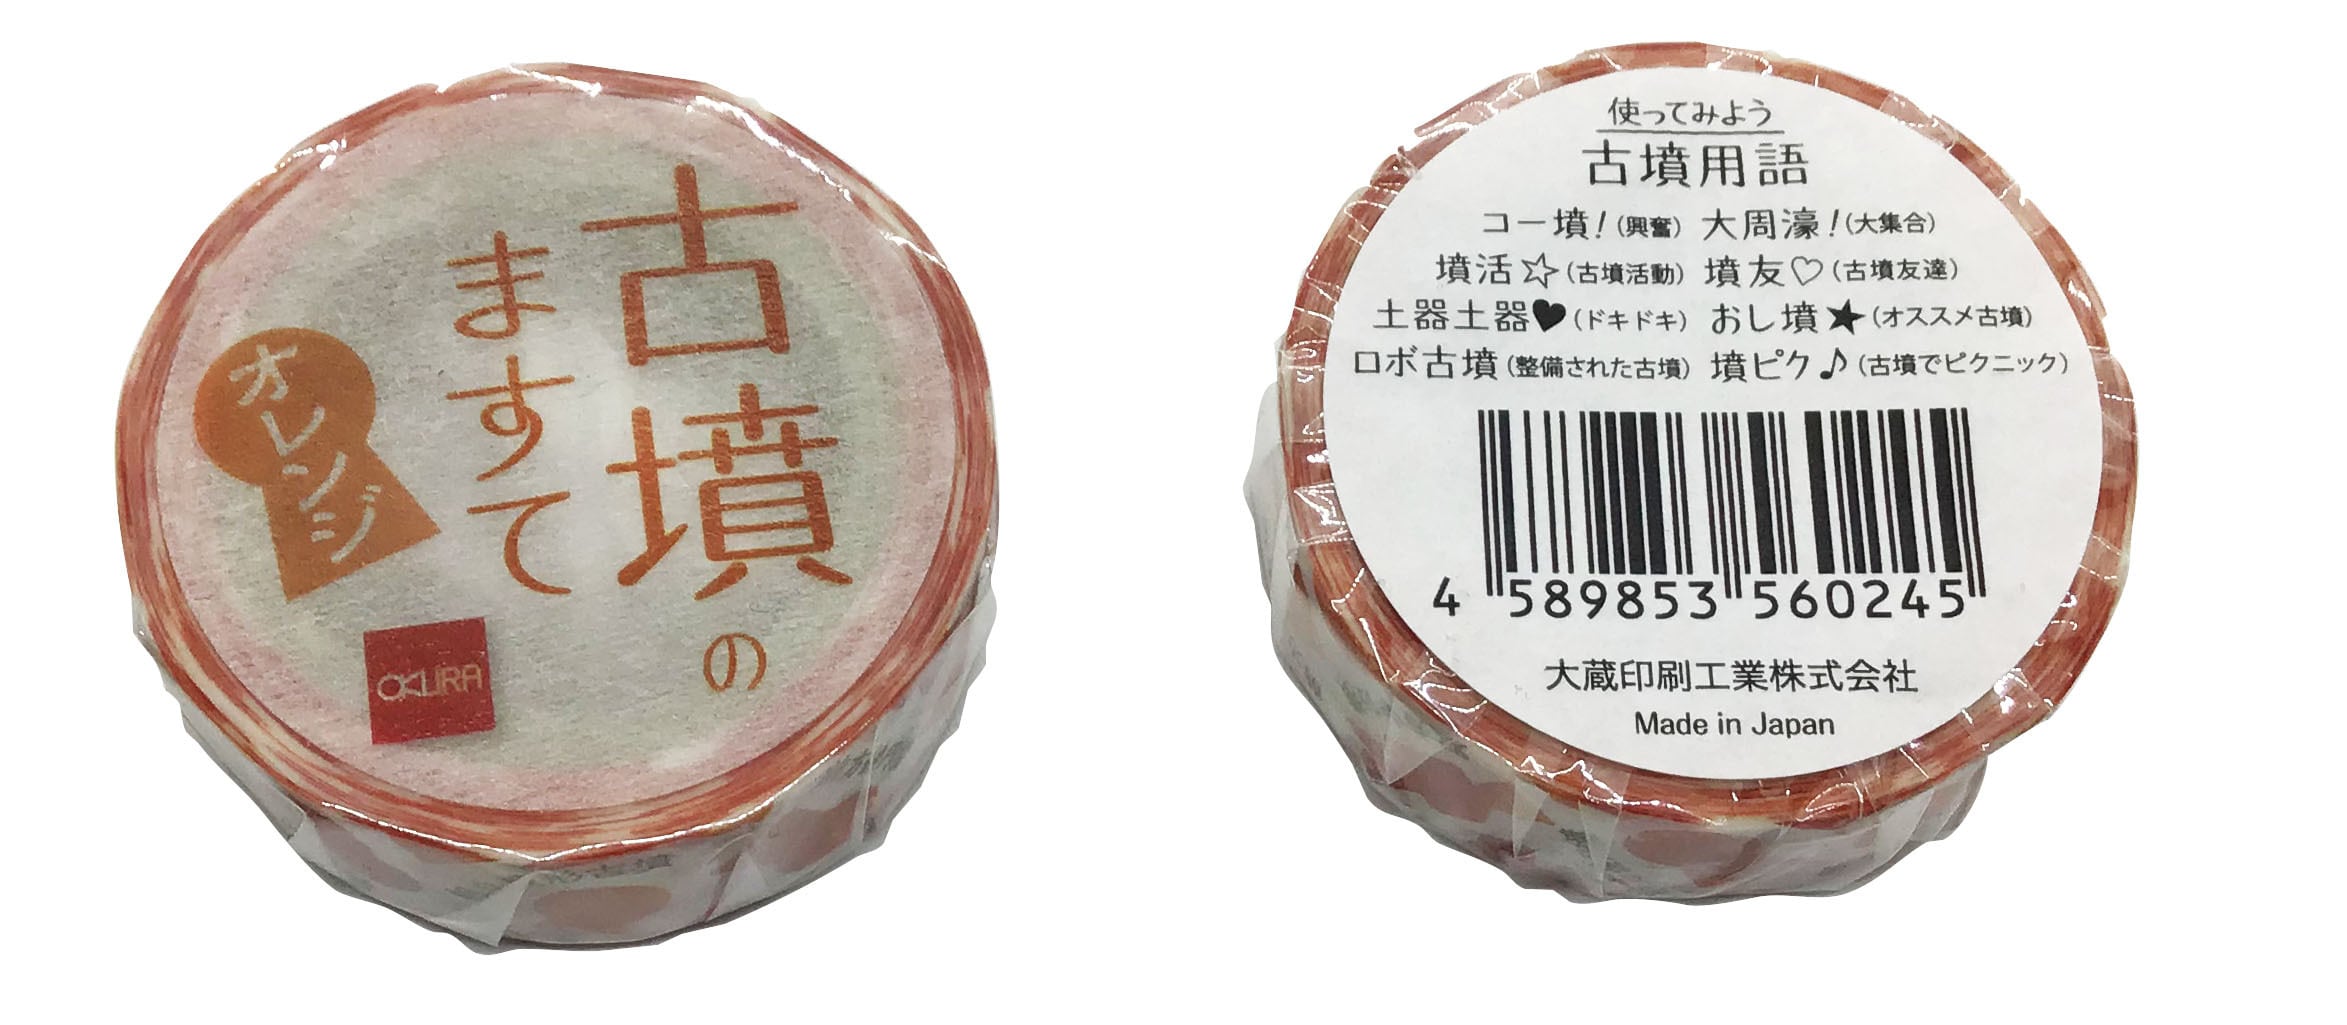 古墳の
ますて
オレンジ
OKURA
使ってみよう
古墳用語
コー墳!(興奮) 大周濠!(大集合)
墳活☆(古墳活動) 墳友♡(古墳友達)
土器土器♥(ドキドキ) おし墳★(オススメ古墳)
ロボ古墳(整備された古墳) 墳ピク♪(古墳でピクニック)
4 589853 560245
大蔵印刷工業株式会社
Made in Japan